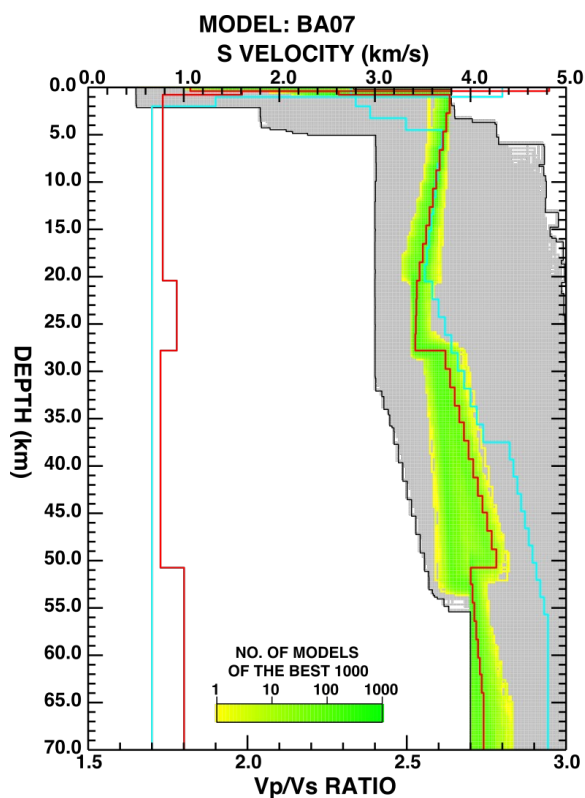 MODEL: BA07
S VELOCITY (km/s)
0.0 1.0 2.0 3.0 4.0 5.0
0.0
5.0
10.0
15.0
20.0
25.0
30.0
35.0
40.0
45.0
50.0
55.0
60.0
65.0
70.0
DEPTH (km)
NO. OF MODELS
OF THE BEST 1000
1 10 100 1000
1.5 2.0 2.5 3.0
Vp/Vs RATIO